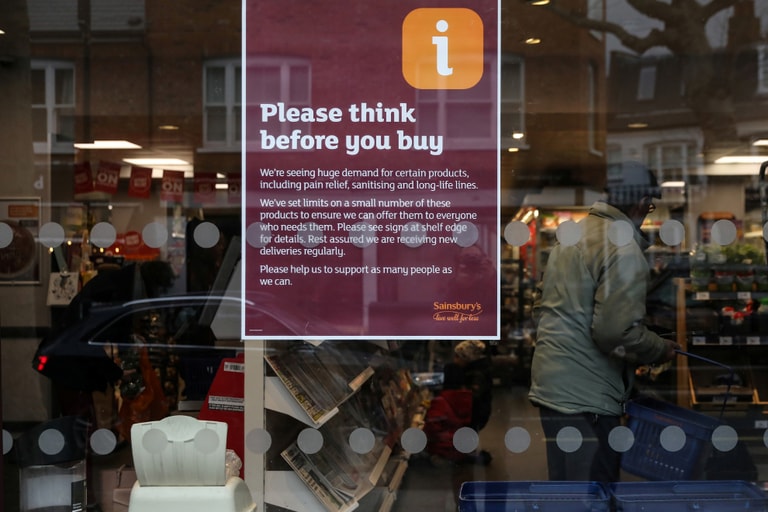 i
Please think
before you buy
We're seeing huge demand for certain products,
including pain relief, sanitising and long-life lines.
We've set limits on a small number of these
products to ensure we can offer them to everyone
who needs them. Please see signs at shelf edge
for details. Rest assured we are receiving new
deliveries regularly.
Please help us to support as many people as
we can.
Sainsbury's
live well for less